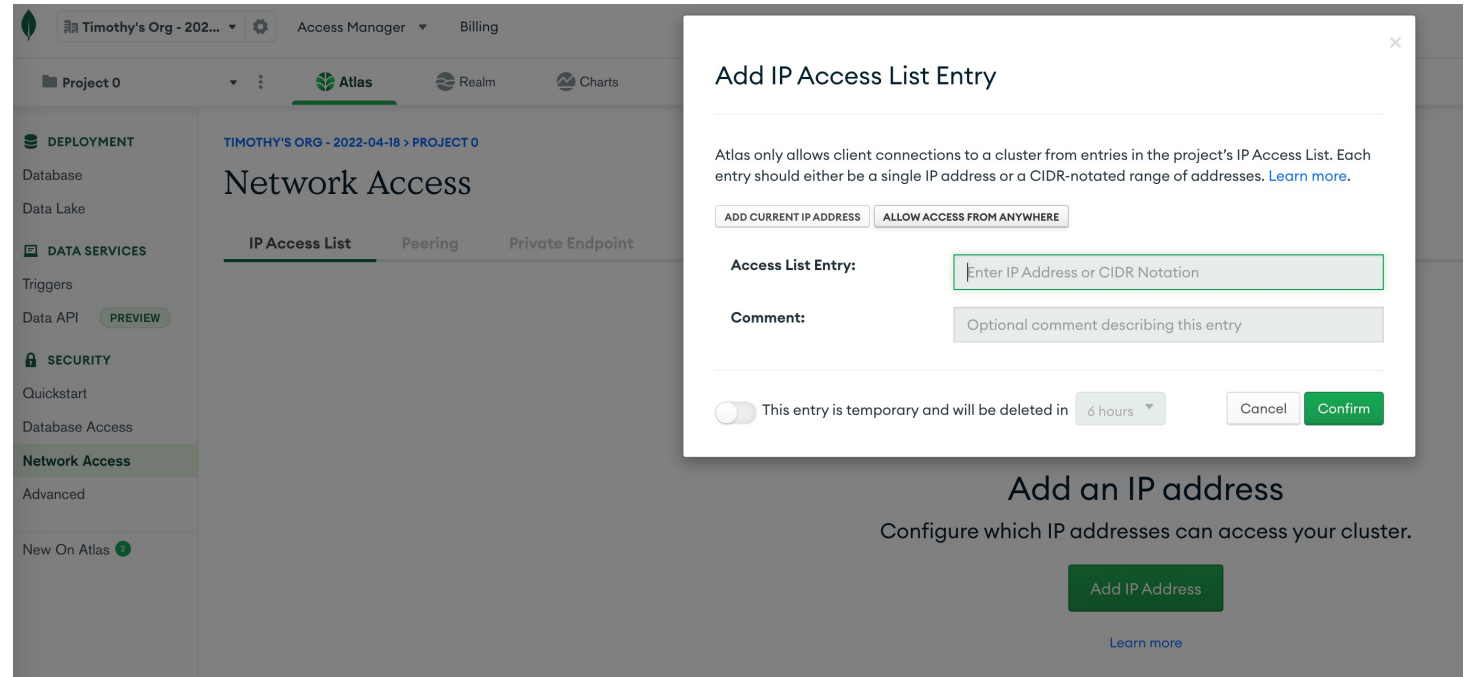 Timothy's Org - 202...
Access Manager
Billing
Project 0
Atlas
Realm
Charts
DEPLOYMENT
Database
Data Lake
DATA SERVICES
Triggers
Data API PREVIEW
SECURITY
Quickstart
Database Access
Network Access
Advanced
New On Atlas 2
TIMOTHY'S ORG - 2022-04-18 > PROJECT 0
Network Access
IP Access List
Peering
Private Endpoint
×
Add IP Access List Entry
Atlas only allows client connections to a cluster from entries in the project's IP Access List. Each
entry should either be a single IP address or a CIDR-notated range of addresses. Learn more.
ADD CURRENT IP ADDRESS
ALLOW ACCESS FROM ANYWHERE
Access List Entry:
Enter IP Address or CIDR Notation
Comment:
Optional comment describing this entry
This entry is temporary and will be deleted in 6 hours
Cancel
Confirm
Add an IP address
Configure which IP addresses can access your cluster.
Add IP Address
Learn more